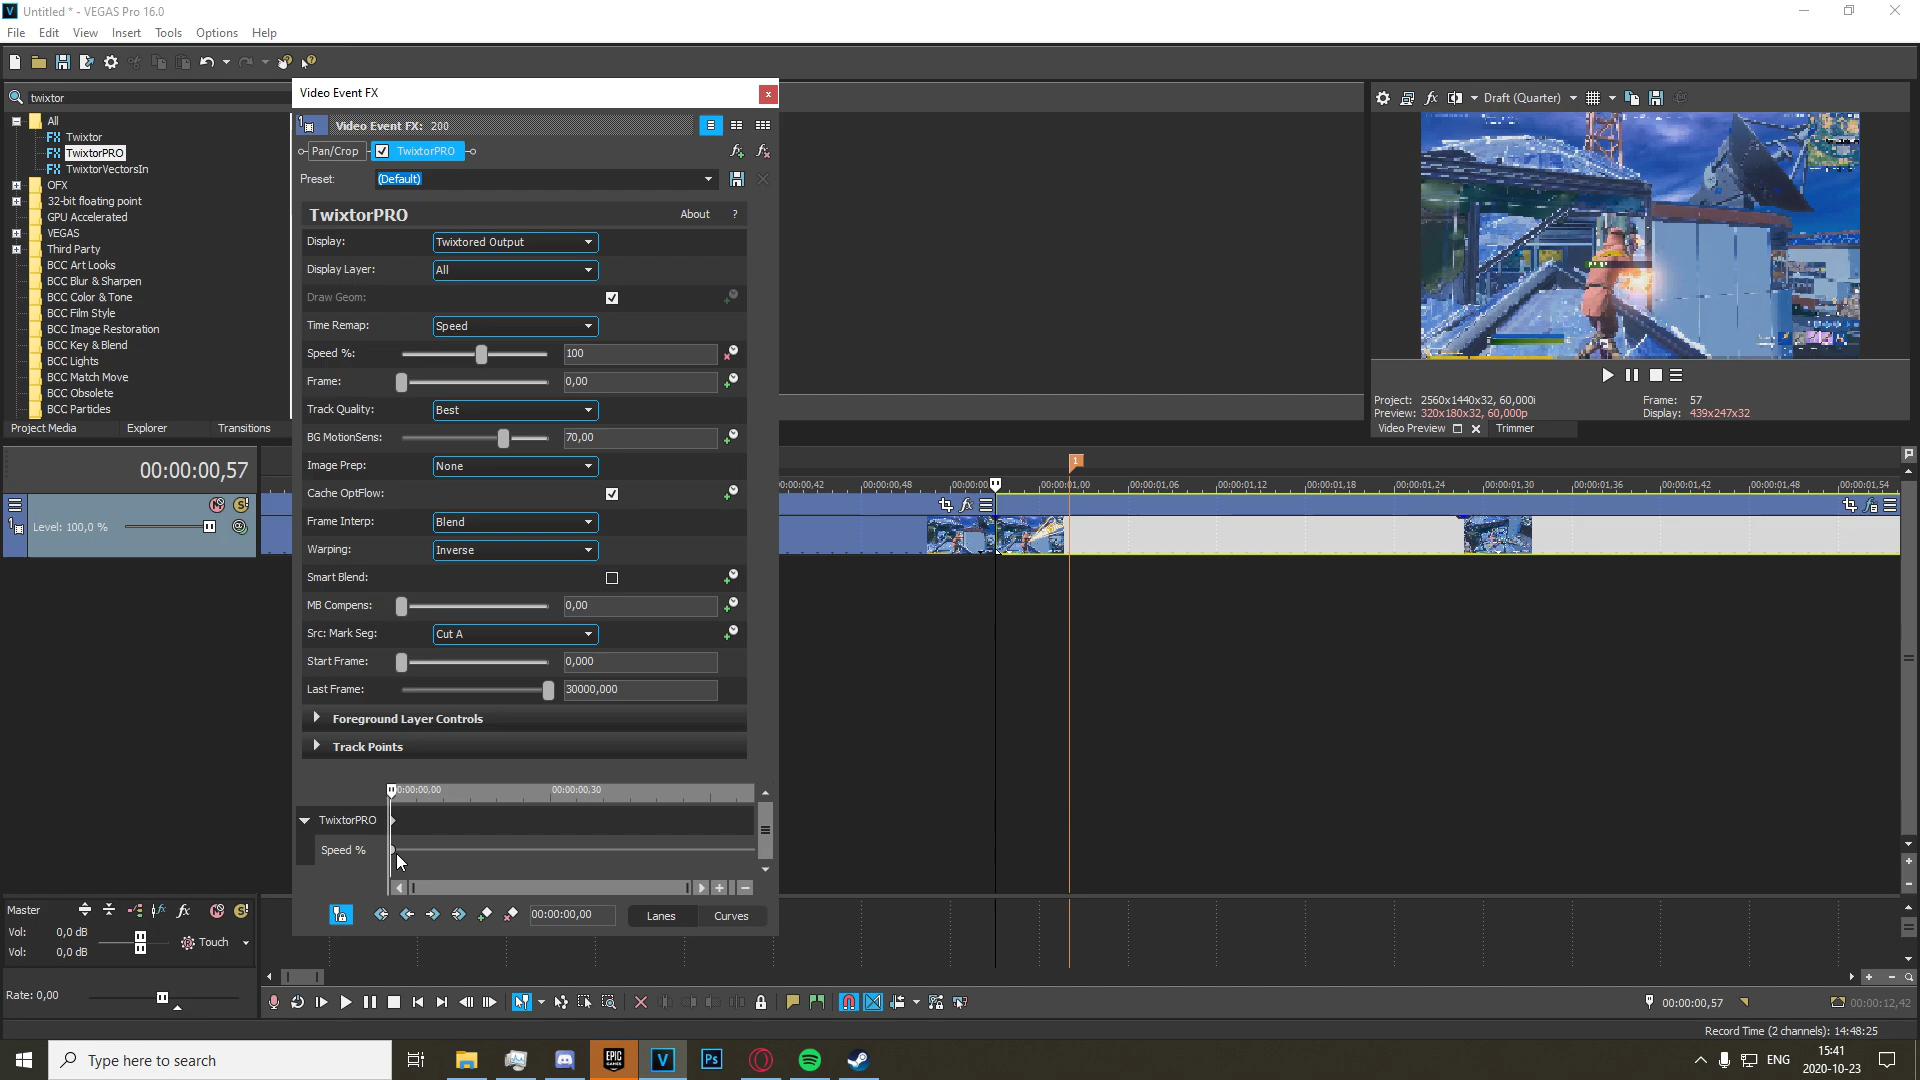 Untitled * - VEGAS Pro 16.0
File Edit View Insert Tools Options Help
twixtor
All
Twixtor
TwixtorPRO
TwixtorVectorsIn
OFX
32-bit floating point
GPU Accelerated
VEGAS
Third Party
BCC Art Looks
BCC Blur & Sharpen
BCC Color & Tone
BCC Film Style
BCC Image Restoration
BCC Key & Blend
BCC Lights
BCC Match Move
BCC Obsolete
BCC Particles
Project Media Explorer Transitions
Video Event FX
Video Event FX: 200
Pan/Crop TwixtorPRO
Preset: (Default)
TwixtorPRO About ?
Display: Twixtored Output
Display Layer: All
Draw Geom:
Time Remap: Speed
Speed %: 100
Frame: 0,00
Track Quality: Best
BG MotionSens: 70,00
Image Prep: None
Cache OptFlow:
Frame Interp: Blend
Warping: Inverse
Smart Blend:
MB Compens: 0,00
Src: Mark Seg: Cut A
Start Frame: 0,000
Last Frame: 30000,000
Foreground Layer Controls
Track Points
00:00:00,00 00:00:00,30
TwixtorPRO
Speed %
00:00:00,00 Lanes Curves
Draft (Quarter)
Project: 2560x1440x32, 60,000i Frame: 57
Preview: 320x180x32, 60,000p Display: 439x247x32
Video Preview Trimmer
00:00:00,57
1
00:00:00,42 00:00:00,48 00:00:0 00:00:01,00 00:00:01,06 00:00:01,12 00:00:01,18 00:00:01,24 00:00:01,30 00:00:01,36 00:00:01,42 00:00:01,48 00:00:01,54
Level: 100,0 %
Master
Vol: 0,0 dB
Vol: 0,0 dB
Touch
Rate: 0,00
00:00:00,57 00:00:12,42
Record Time (2 channels): 14:48:25
Type here to search
EPIC GAMES
V
Ps
ENG
15:41
2020-10-23